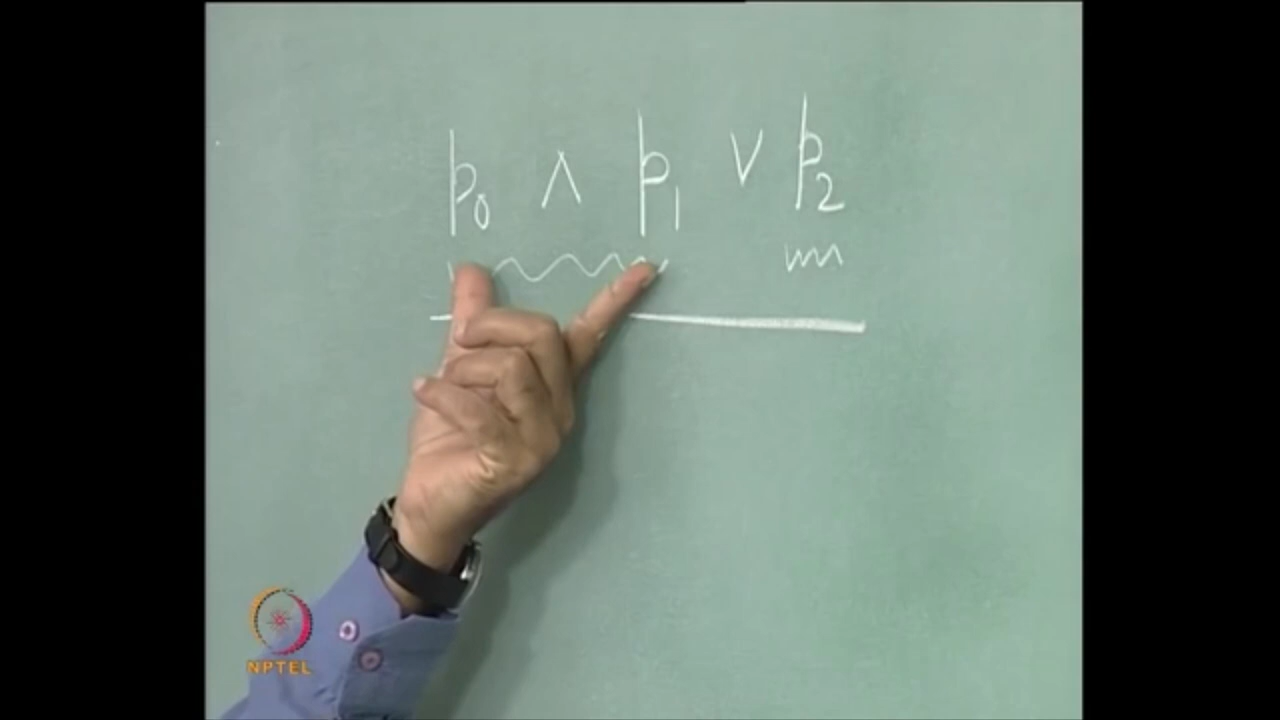 p₀ ∧ p₁ ∨ p₂
NPTEL